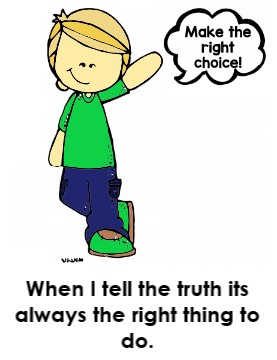 Make the
right
choice!
When I tell the truth its
always the right thing to
do.